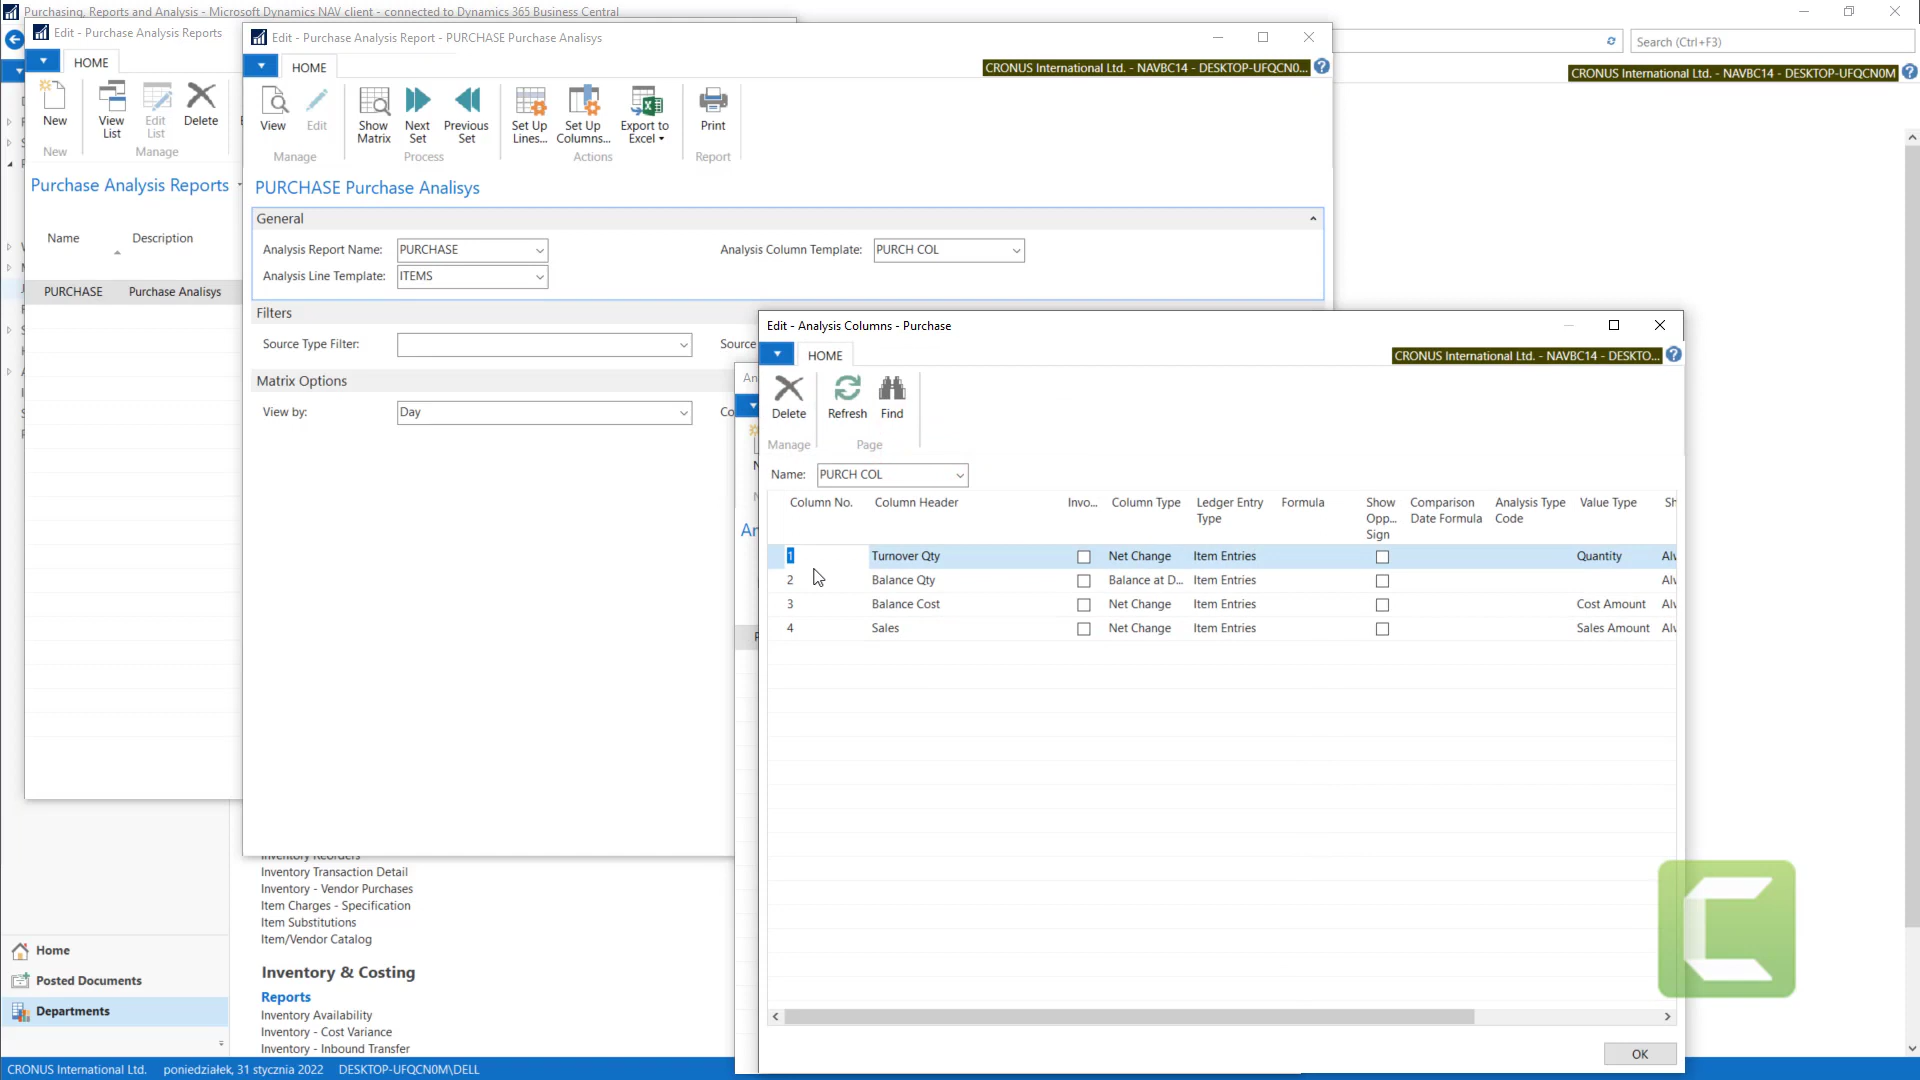 Purchasing, Reports and Analysis - Microsoft Dynamics NAV client - connected to Dynamics 365 Business Central
Search (Ctrl+F3)
CRONUS International Ltd. - NAVBC14 - DESKTOP-UFQCN0M
Edit - Purchase Analysis Reports
HOME
New
View List
Edit List
Delete
New
Manage
Purchase Analysis Reports
Name
Description
PURCHASE
Purchase Analisys
Edit - Purchase Analysis Report - PURCHASE Purchase Analisys
HOME
CRONUS International Ltd. - NAVBC14 - DESKTOP-UFQCN0...
View
Edit
Show Matrix
Next Set
Previous Set
Set Up Lines...
Set Up Columns...
Export to Excel
Print
Manage
Process
Actions
Report
PURCHASE Purchase Analisys
General
Analysis Report Name:
PURCHASE
Analysis Column Template:
PURCH COL
Analysis Line Template:
ITEMS
Filters
Source Type Filter:
Source
Matrix Options
View by:
Day
Co
An
An
Edit - Analysis Columns - Purchase
HOME
CRONUS International Ltd. - NAVBC14 - DESKTO...
Delete
Refresh
Find
Manage
Page
Name:
PURCH COL
Column No.
Column Header
Invo...
Column Type
Ledger Entry Type
Formula
Show Opp... Sign
Comparison Date Formula
Analysis Type Code
Value Type
Sh
1 Turnover Qty Net Change Item Entries Quantity Alw
2 Balance Qty Balance at D... Item Entries Alw
3 Balance Cost Net Change Item Entries Cost Amount Alw
4 Sales Net Change Item Entries Sales Amount Alw
OK
Inventory Reorders
Inventory Transaction Detail
Inventory - Vendor Purchases
Item Charges - Specification
Item Substitutions
Item/Vendor Catalog
Inventory & Costing
Reports
Inventory Availability
Inventory - Cost Variance
Inventory - Inbound Transfer
Home
Posted Documents
Departments
CRONUS International Ltd.
poniedziałek, 31 stycznia 2022
DESKTOP-UFQCN0M\DELL